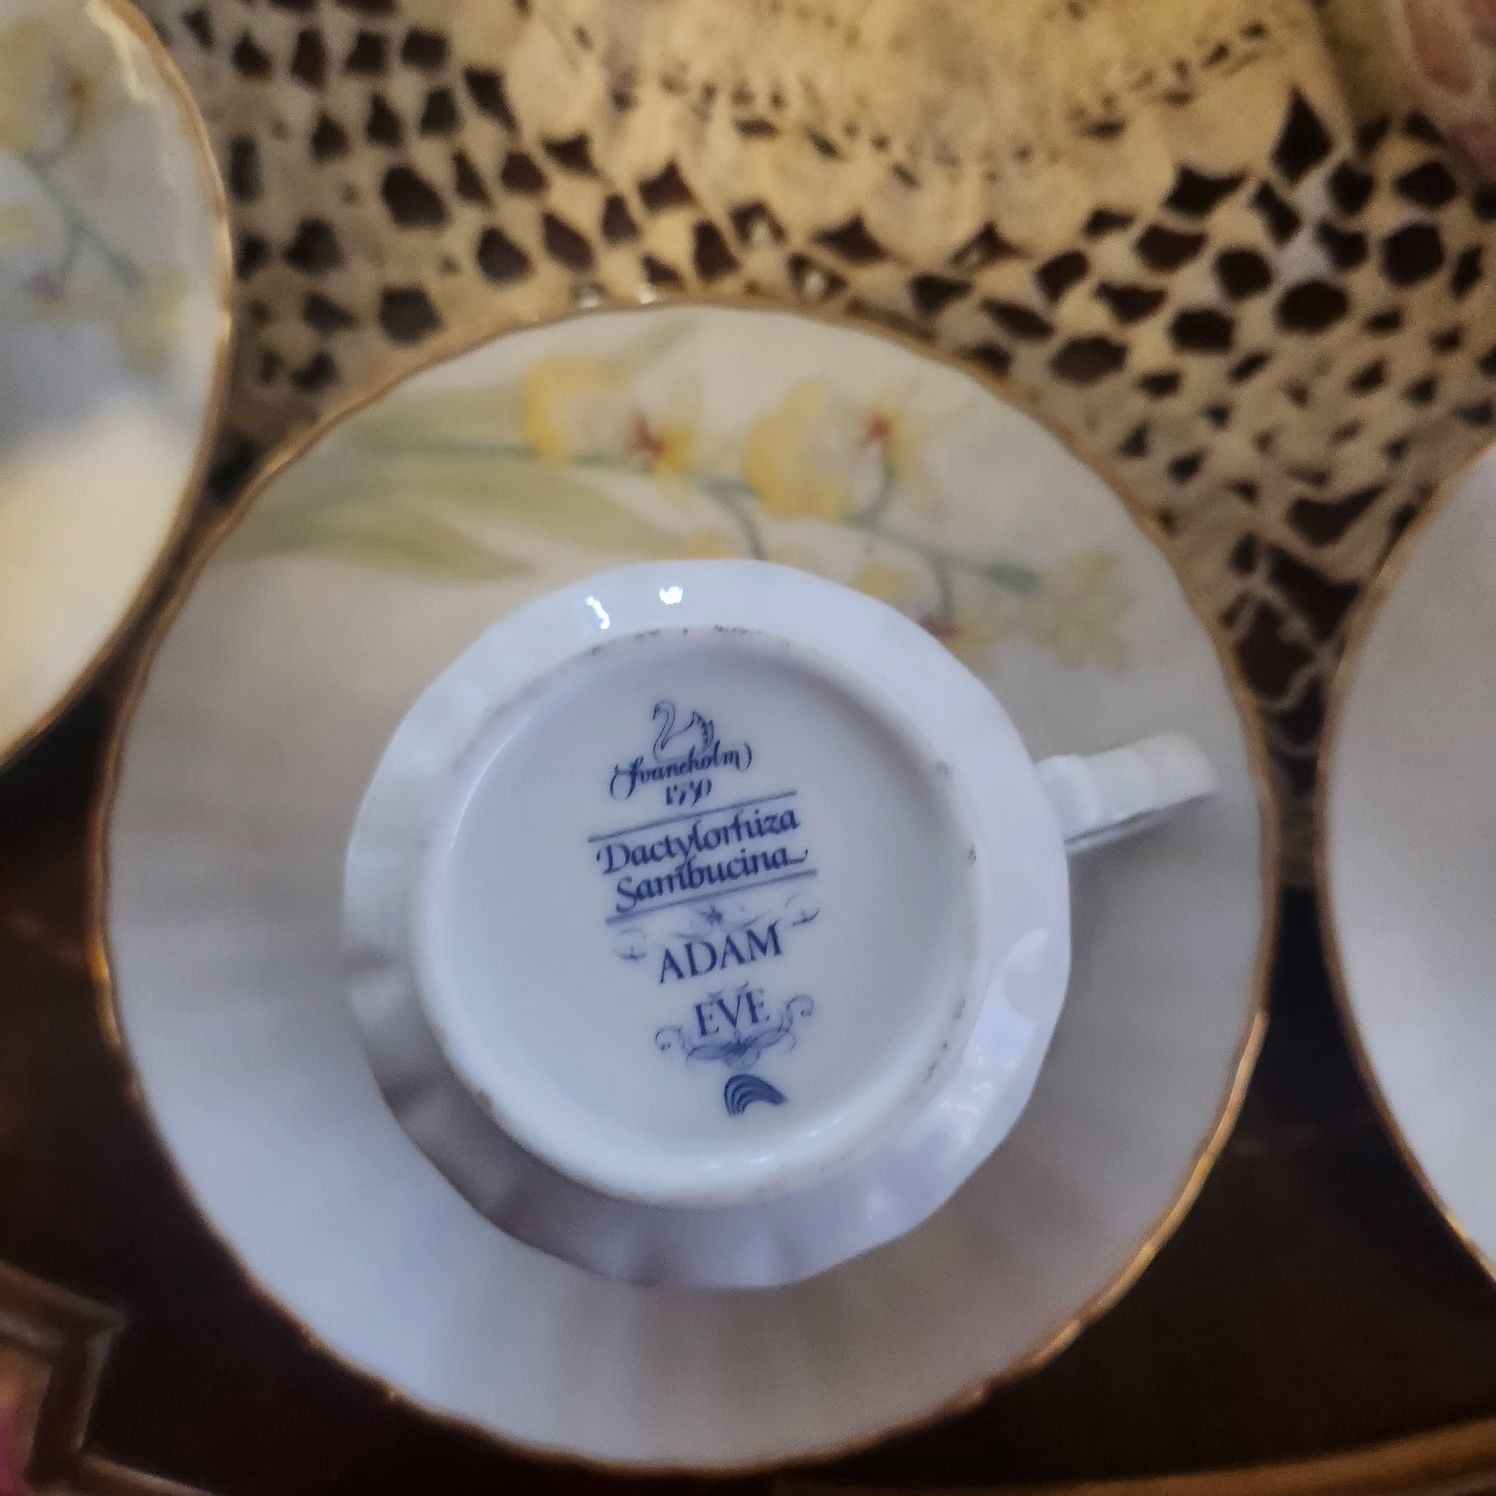 Svaneholm
1530
Dactylorhiza
Sambucina
ADAM
EVE